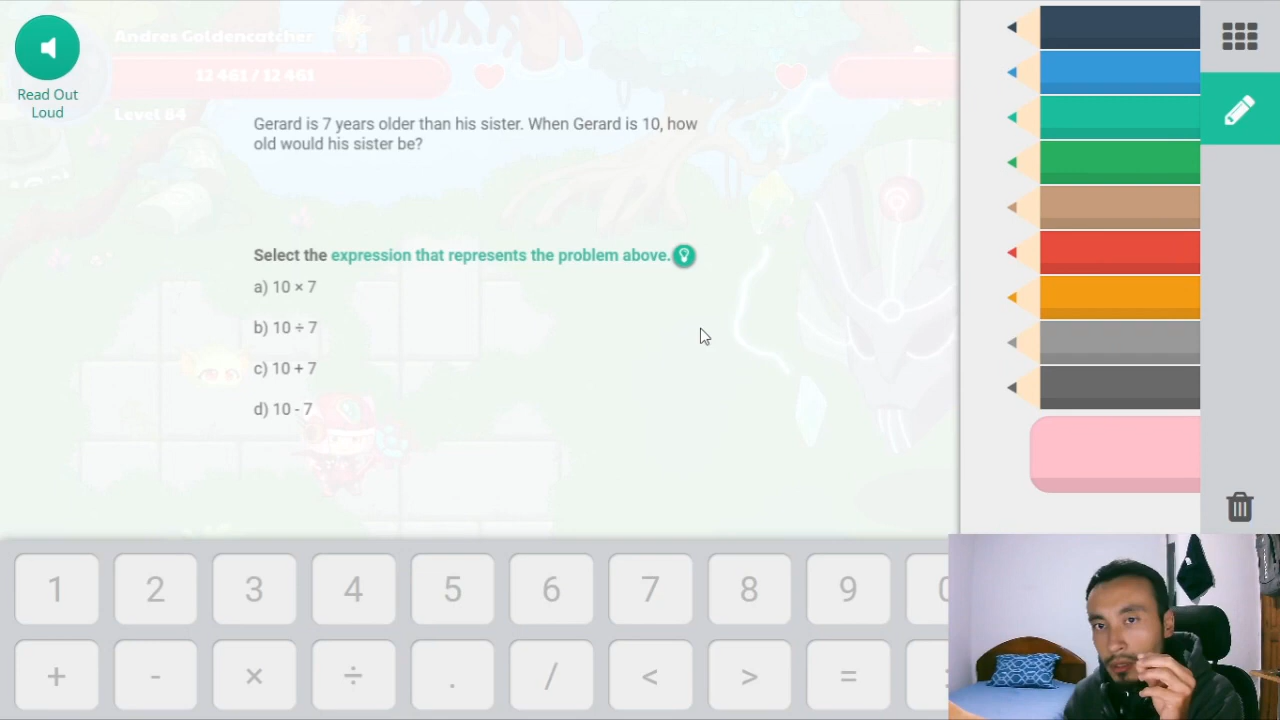 Andres Goldencatcher
12 461 / 12 461
Level 84
Read Out
Loud
Gerard is 7 years older than his sister. When Gerard is 10, how
old would his sister be?
Select the expression that represents the problem above.
a) 10 × 7
b) 10 ÷ 7
c) 10 + 7
d) 10 - 7
1 2 3 4 5 6 7 8 9 0
+ - × ÷ . / < > =